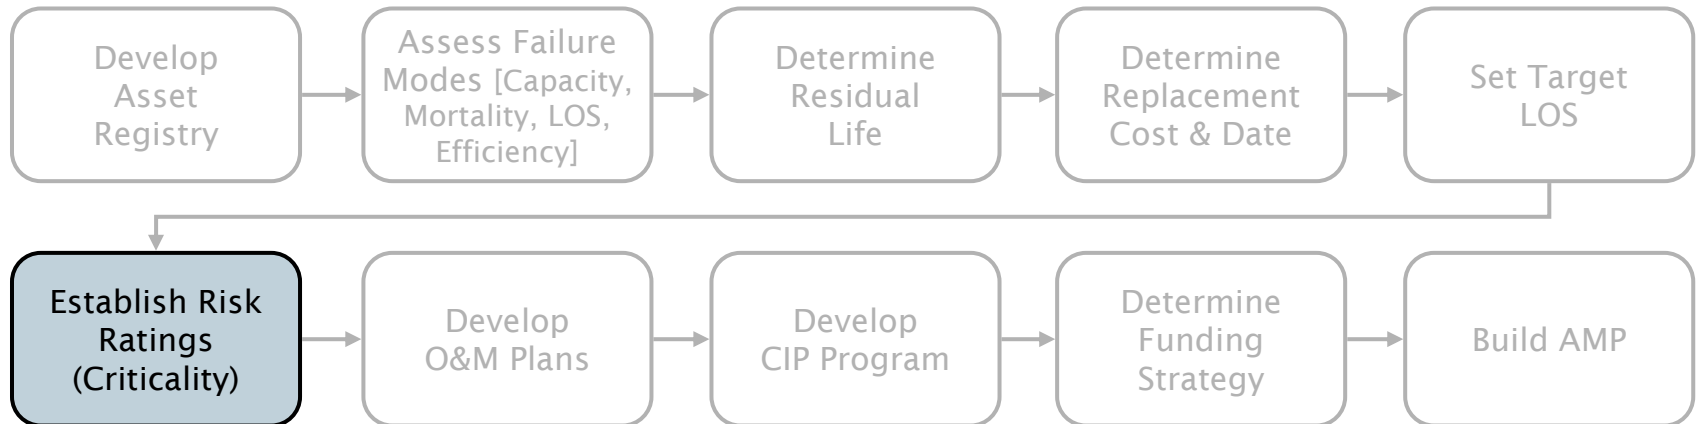 Develop
Asset
Registry
Assess Failure
Modes [Capacity,
Mortality, LOS,
Efficiency]
Determine
Residual
Life
Determine
Replacement
Cost & Date
Set Target
LOS
Establish Risk
Ratings
(Criticality)
Develop
O&M Plans
Develop
CIP Program
Determine
Funding
Strategy
Build AMP